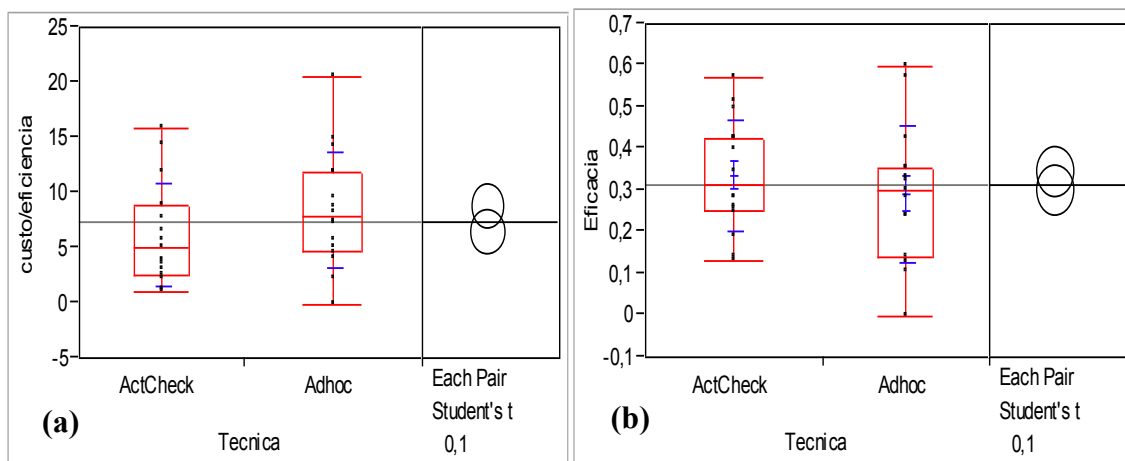 custo/eficiencia
25
20
15
10
5
0
-5
ActCheck
Adhoc
Each Pair
Student's t
0,1
Tecnica
(a)
Eficacia
0,7
0,6
0,5
0,4
0,3
0,2
0,1
0
-0,1
ActCheck
Adhoc
Each Pair
Student's t
0,1
Tecnica
(b)